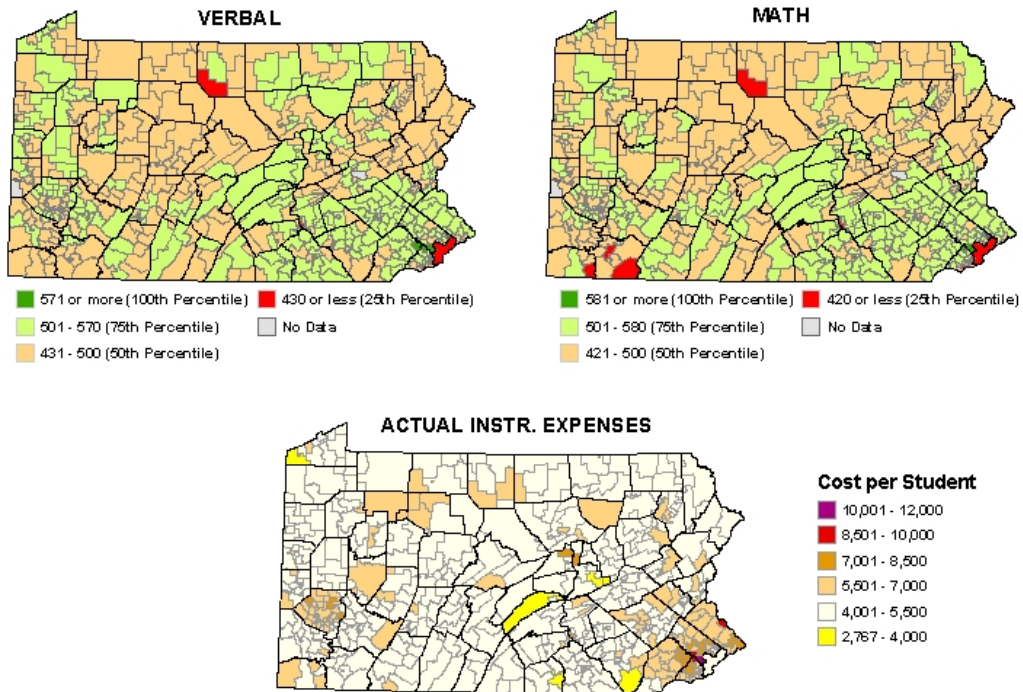 VERBAL
571 or more (100th Percentile)
501 - 570 (75th Percentile)
431 - 500 (50th Percentile)
430 or less (25th Percentile)
No Data
MATH
581 or more (100th Percentile)
501 - 580 (75th Percentile)
421 - 500 (50th Percentile)
420 or less (25th Percentile)
No Data
ACTUAL INSTR. EXPENSES
Cost per Student
10,001 - 12,000
8,501 - 10,000
7,001 - 8,500
5,501 - 7,000
4,001 - 5,500
2,767 - 4,000